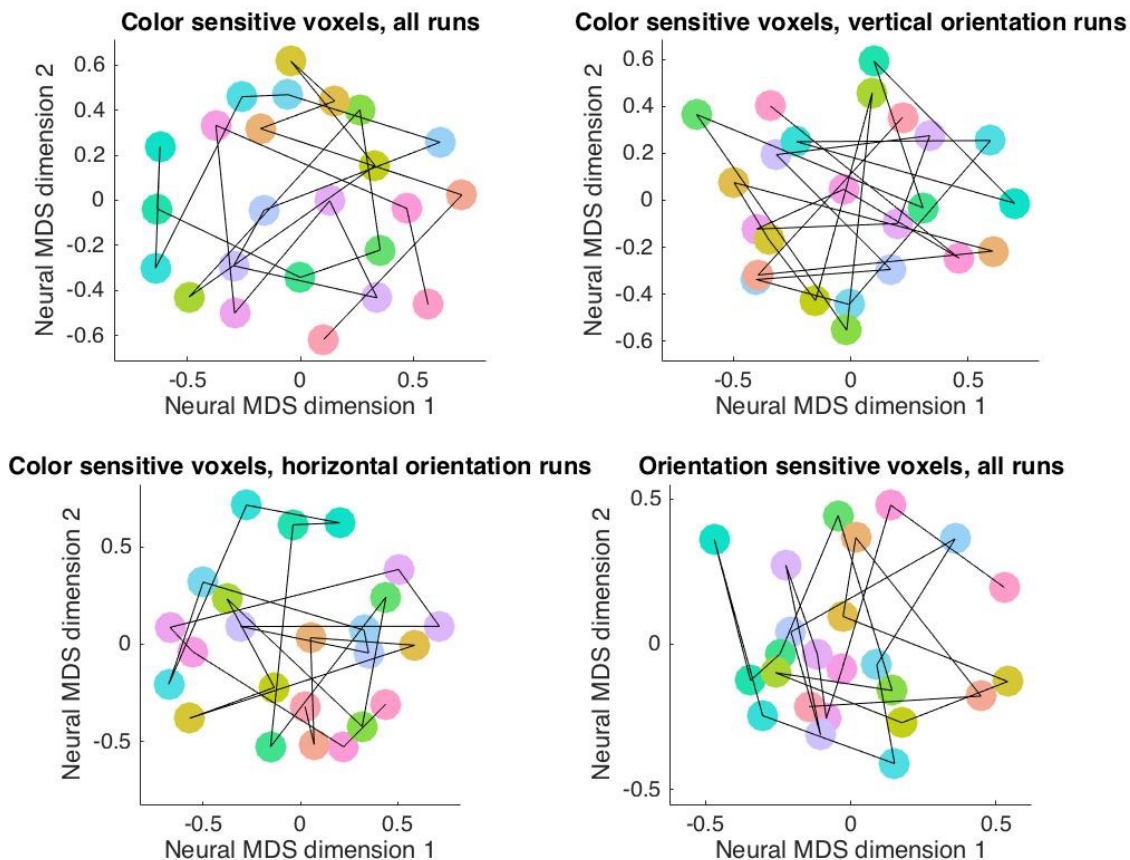 Color sensitive voxels, all runs
0.6
0.4
0.2
0
-0.2
-0.4
-0.6
Neural MDS dimension 2
-0.5 0 0.5
Neural MDS dimension 1
Color sensitive voxels, vertical orientation runs
0.6
0.4
0.2
0
-0.2
-0.4
-0.6
Neural MDS dimension 2
-0.5 0 0.5
Neural MDS dimension 1
Color sensitive voxels, horizontal orientation runs
0.5
0
-0.5
Neural MDS dimension 2
-0.5 0 0.5
Neural MDS dimension 1
Orientation sensitive voxels, all runs
0.5
0
-0.5
Neural MDS dimension 2
-0.5 0 0.5
Neural MDS dimension 1